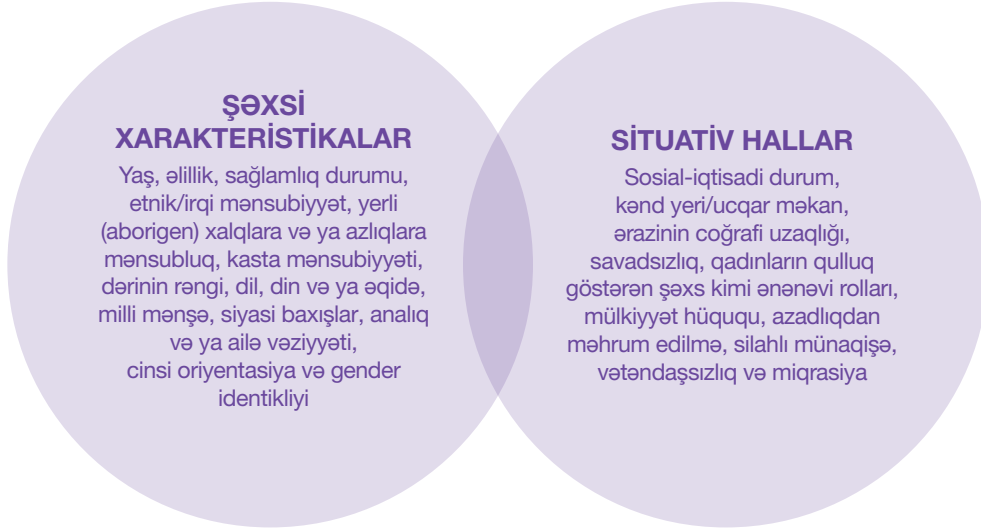 ŞƏXSİ
XARAKTERİSTİKALAR
Yaş, əlillik, sağlamlıq durumu,
etnik/irqi mənsubiyyət, yerli
(aborigen) xalqlara və ya azlıqlara
mənsubluq, kasta mənsubiyyəti,
dərinin rəngi, dil, din və ya əqidə,
milli mənşə, siyasi baxışlar, analıq
və ya ailə vəziyyəti,
cinsi oriyentasiya və gender
identikliyi
SİTUATİV HALLAR
Sosial-iqtisadi durum,
kənd yeri/ucqar məkan,
ərazinin coğrafi uzaqlığı,
savadsızlıq, qadınların qulluq
göstərən şəxs kimi ənənəvi rolları,
mülkiyyət hüququ, azadlıqdan
məhrum edilmə, silahlı münaqişə,
vətəndaşsızlıq və miqrasiya